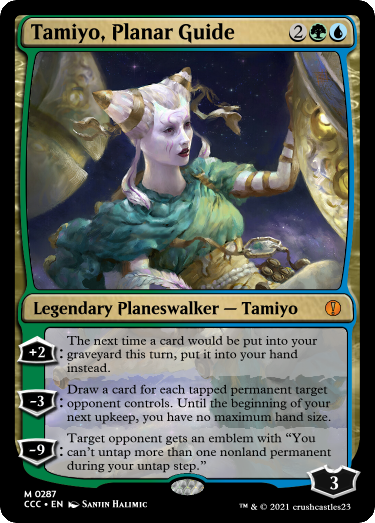 Tamiyo, Planar Guide 2
Legendary Planeswalker — Tamiyo
+2: The next time a card would be put into your
graveyard this turn, put it into your hand
instead.
-3: Draw a card for each tapped permanent target
opponent controls. Until the beginning of your
next upkeep, you have no maximum hand size.
-9: Target opponent gets an emblem with “You
can’t untap more than one nonland permanent
during your untap step.”
3
M 0287
CCC • EN Santin Halimic
™ & © 2021 crushcastles23